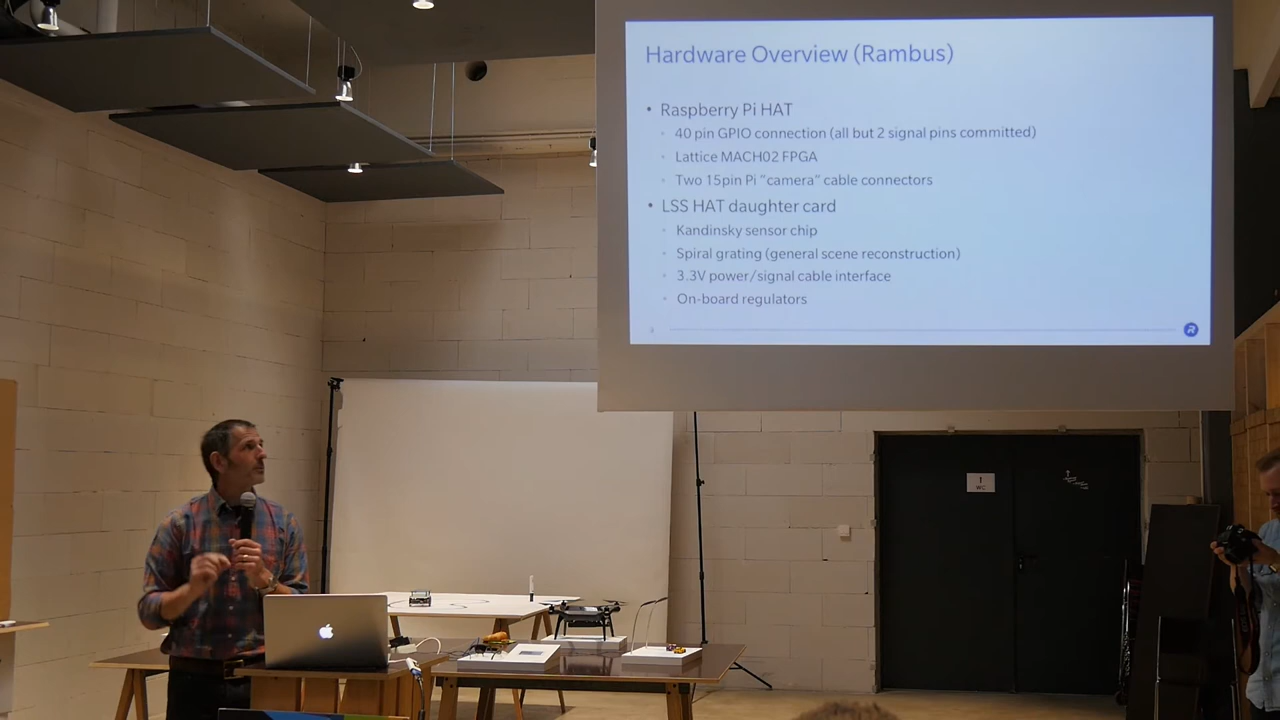 Hardware Overview (Rambus)
• Raspberry Pi HAT
• 40 pin GPIO connection (all but 2 signal pins committed)
• Lattice MACH02 FPGA
• Two 15pin Pi “camera” cable connectors
• LSS HAT daughter card
• Kandinsky sensor chip
• Spiral grating (general scene reconstruction)
• 3.3V power/signal cable interface
• On-board regulators
R
WC